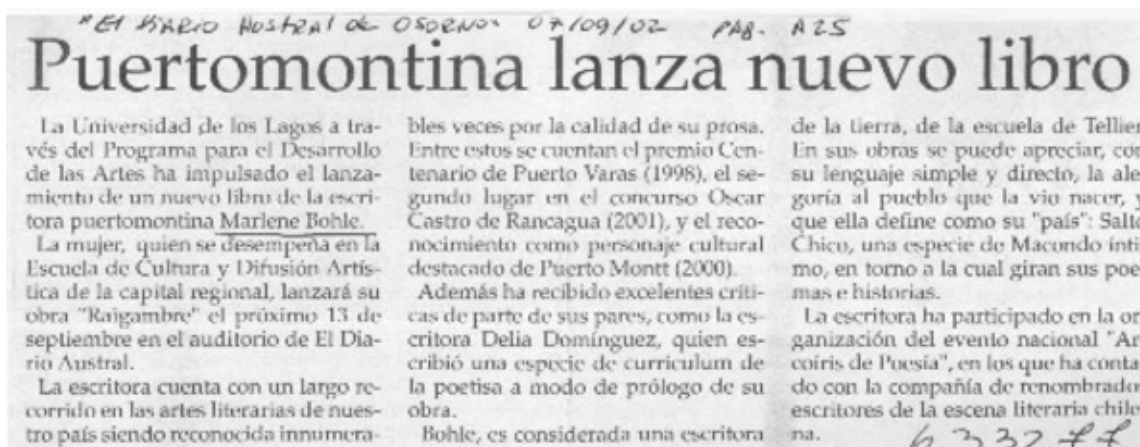 "El Diario Austral de Osorno" 07/09/02 PAG. A25
Puertomontina lanza nuevo libro
La Universidad de los Lagos a tra-
vés del Programa para el Desarrollo
de las Artes ha impulsado el lanza-
miento de un nuevo libro de la escri-
tora puertomontina Marlene Bohle.
La mujer, quien se desempeña en la
Escuela de Cultura y Difusión Artís-
tica de la capital regional, lanzará su
obra "Raigambre" el próximo 13 de
septiembre en el auditorio de El Dia-
rio Austral.
La escritora cuenta con un largo re-
corrido en las artes literarias de nues-
tro país siendo reconocida innumera-
bles veces por la calidad de su prosa.
Entre estos se cuentan el premio Cen-
tenario de Puerto Varas (1998), el se-
gundo lugar en el concurso Oscar
Castro de Rancagua (2001), y el reco-
nocimiento como personaje cultural
destacado de Puerto Montt (2000).
Además ha recibido excelentes críti-
cas de parte de sus pares, como la es-
critora Delia Domínguez, quien es-
cribió una especie de curriculum de
la poetisa a modo de prólogo de su
obra.
Bohle, es considerada una escritora
de la tierra, de la escuela de Tellier
En sus obras se puede apreciar, con
su lenguaje simple y directo, la ale-
goría al pueblo que la vio nacer, y
que ella define como su "país": Salto
Chico, una especie de Macondo ínti-
mo, en torno a la cual giran sus poe-
mas e historias.
La escritora ha participado en la or-
ganización del evento nacional "Ar-
coíris de Poesía", en los que ha conta-
do con la compañía de renombrados
escritores de la escena literaria chile-
na.